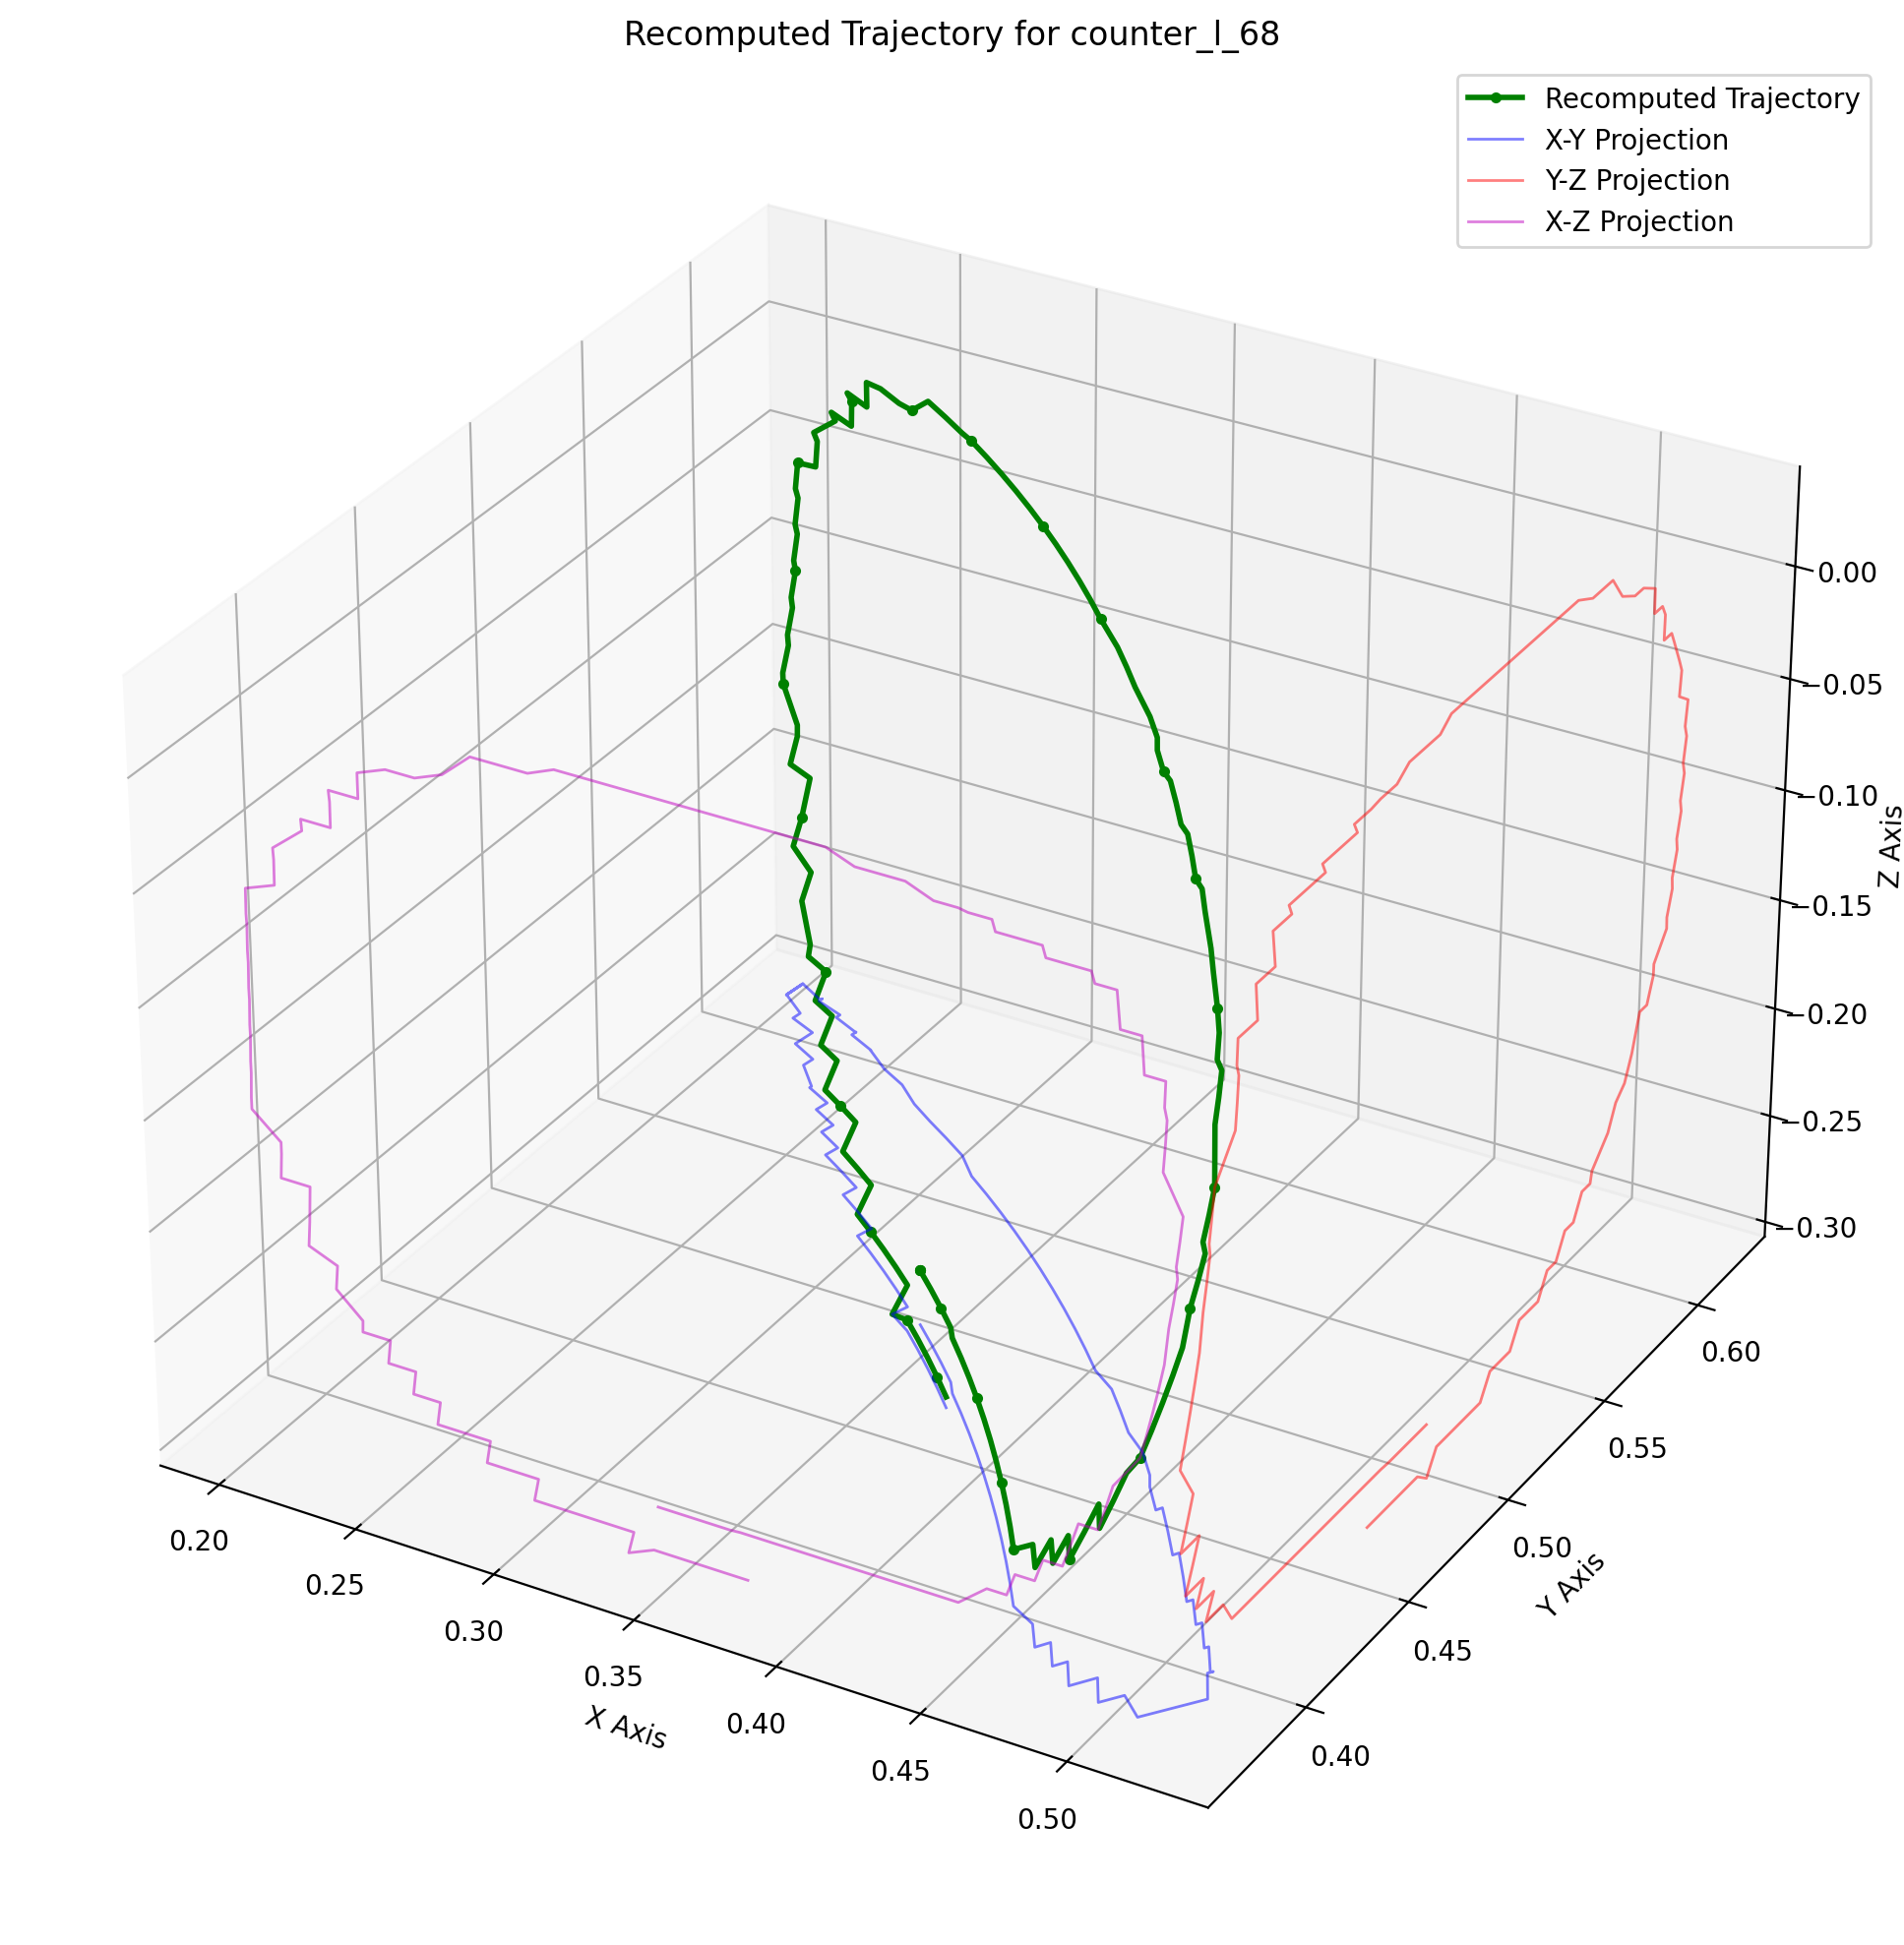 Recomputed Trajectory for counter_l_68
Recomputed Trajectory
X-Y Projection
Y-Z Projection
X-Z Projection
0.00
−0.05
−0.10
Z Axis
−0.15
−0.20
−0.25
−0.30
0.60
0.55
0.50
Y Axis
0.45
0.40
0.20
0.25
0.30
0.35
X Axis
0.40
0.45
0.50